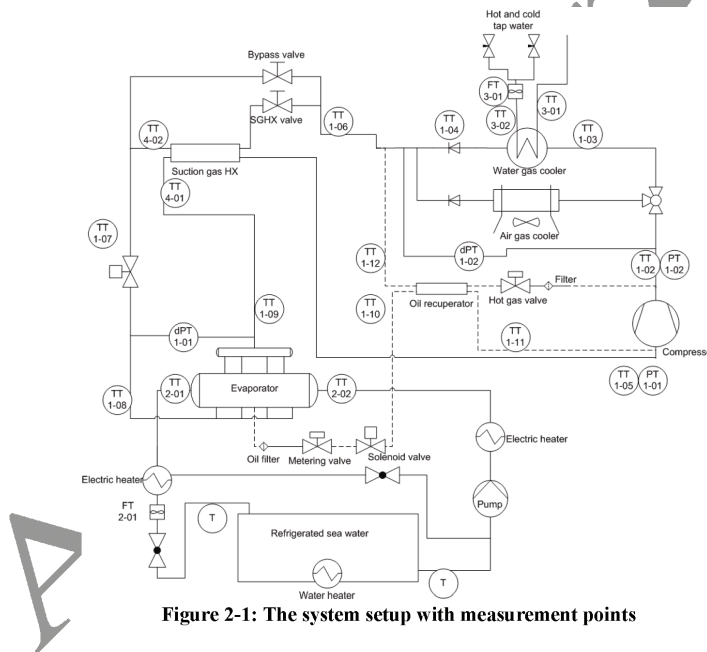 Hot and cold
tap water
Bypass valve
FT
3-01
SGHX valve
TT
1-06
TT
1-04
TT
3-02
TT
3-01
TT
1-03
TT
4-02
Suction gas HX
Water gas cooler
TT
4-01
TT
1-07
Air gas cooler
dPT
1-02
TT
1-12
TT
1-02
PT
1-02
Filter
TT
1-09
TT
1-10
Oil recuperator
Hot gas valve
dPT
1-01
TT
1-11
Compress
TT
1-05
PT
1-01
TT
1-08
TT
2-01
Evaporator
TT
2-02
Electric heater
Oil filter
Metering valve
Solenoid valve
Electric heater
FT
2-01
Pump
T
Refrigerated sea water
T
Water heater
Figure 2-1: The system setup with measurement points